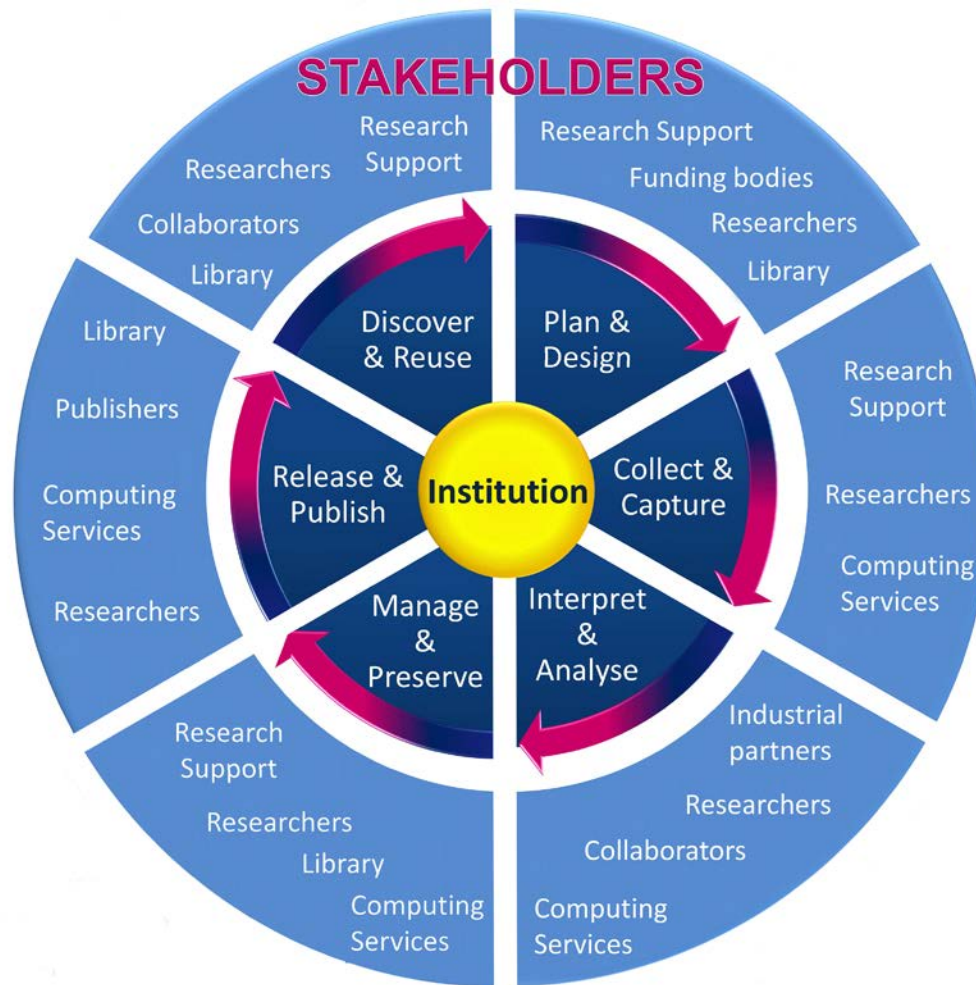 STAKEHOLDERS
Research Support
Funding bodies
Researchers
Library
Research
Support
Researchers
Computing
Services
Industrial
partners
Researchers
Collaborators
Computing
Services
Research
Support
Researchers
Library
Computing
Services
Library
Publishers
Computing
Services
Researchers
Research
Support
Researchers
Collaborators
Library
Plan &
Design
Collect &
Capture
Interpret
&
Analyse
Manage
&
Preserve
Release &
Publish
Discover
& Reuse
Institution